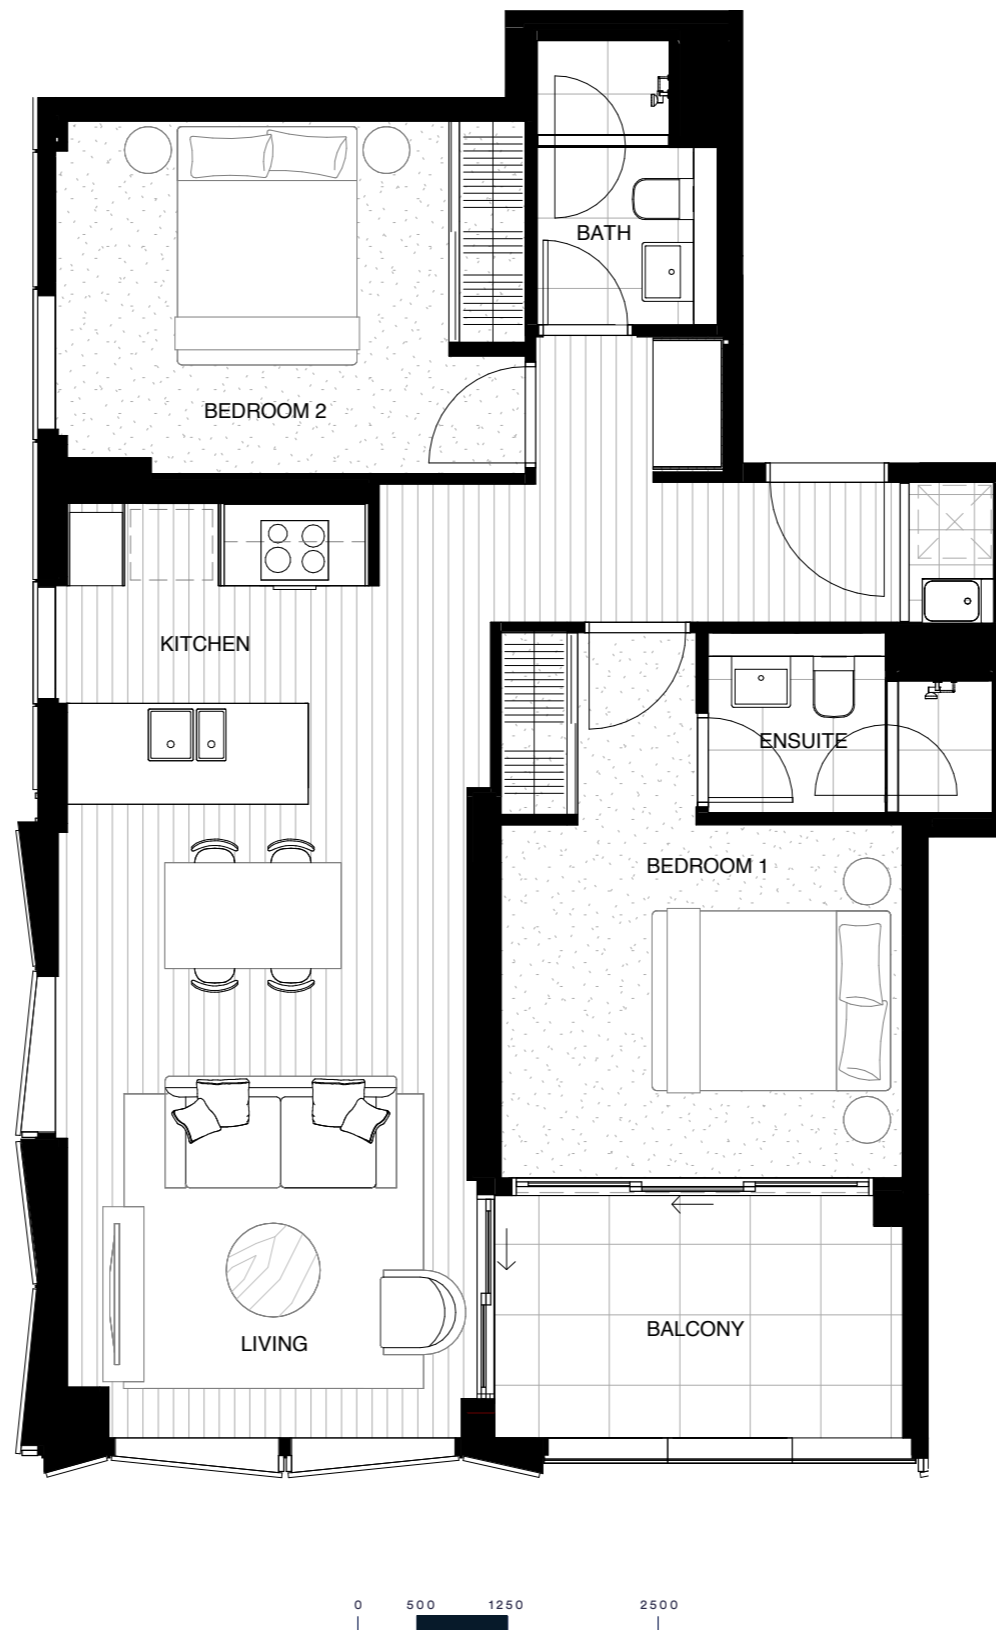 BATH
BEDROOM 2
KITCHEN
ENSUITE
BEDROOM 1
LIVING
BALCONY
0 500 1250 2500